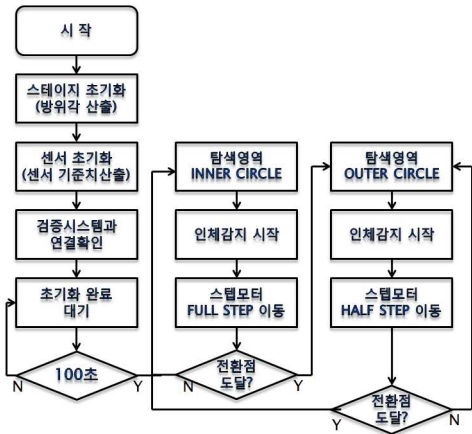 시 작
스테이지 초기화
(방위각 산출)
센서 초기화
(센서 기준치산출)
검증시스템과
연결확인
초기화 완료
대기
N
100초
Y
탐색영역
INNER CIRCLE
인체감지 시작
스텝모터
FULL STEP 이동
N
전환점
도달?
Y
탐색영역
OUTER CIRCLE
인체감지 시작
스텝모터
HALF STEP 이동
Y
전환점
도달?
N